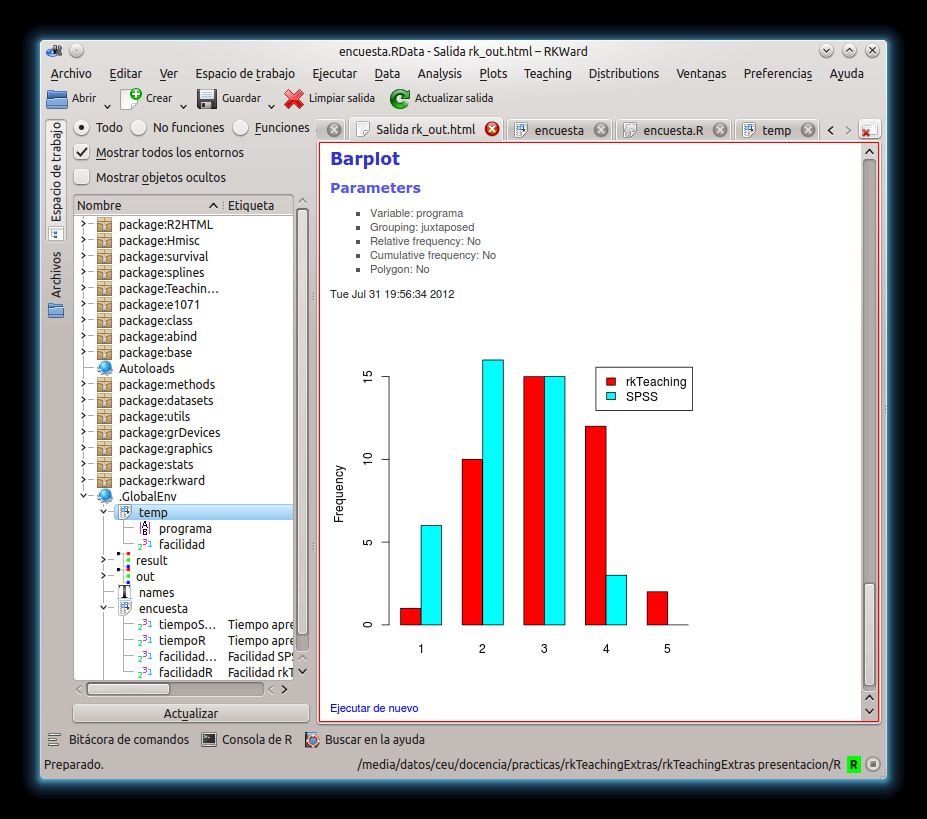 encuesta.RData - Salida rk_out.html – RKWard
Archivo Editar Ver Espacio de trabajo Ejecutar Data Analysis Plots Teaching Distributions Ventanas Preferencias Ayuda
Abrir Crear Guardar Limpiar salida Actualizar salida
Espacio de trabajo
Archivos
Todo No functiones Funciones
Mostrar todos los entornos
Mostrar objetos ocultos
Nombre Etiqueta
package:R2HTML
package:Hmisc
package:survival
package:splines
package:Teachin...
package:e1071
package:class
package:abind
package:base
Autoloads
package:methods
package:datasets
package:utils
package:grDevices
package:graphics
package:stats
package:rkward
.GlobalEnv
temp
programa
facilidad
result
out
names
encuesta
tiempoS... Tiempo apre
tiempoR Tiempo apre
facilidad... Facilidad SPS
facilidadR Facilidad rkT
Actualizar
Salida rk_out.html encuesta encuesta.R temp
Barplot
Parameters
Variable: programa
Grouping: juxtaposed
Relative frequency: No
Cumulative frequency: No
Polygon: No
Tue Jul 31 19:56:34 2012
rkTeaching
SPSS
Frequency
15
10
5
0
1 2 3 4 5
Ejecutar de nuevo
Bitácora de comandos Consola de R Buscar en la ayuda
Preparado. /media/datos/ceu/docencia/practicas/rkTeachingExtras/rkTeachingExtras presentacion/R R